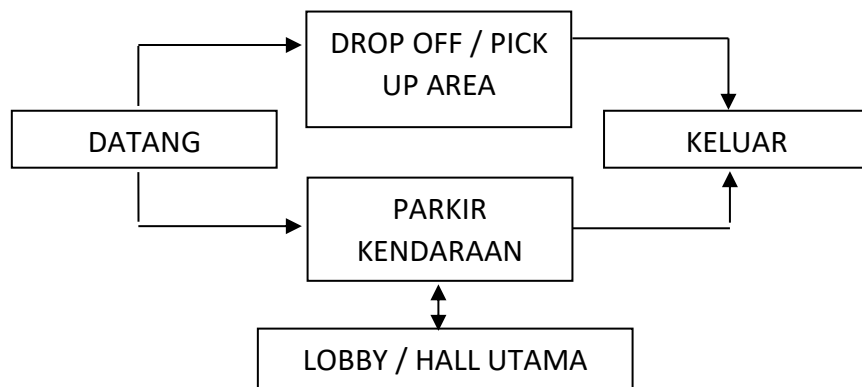 DROP OFF / PICK
UP AREA
DATANG
KELUAR
PARKIR
KENDARAAN
LOBBY / HALL UTAMA